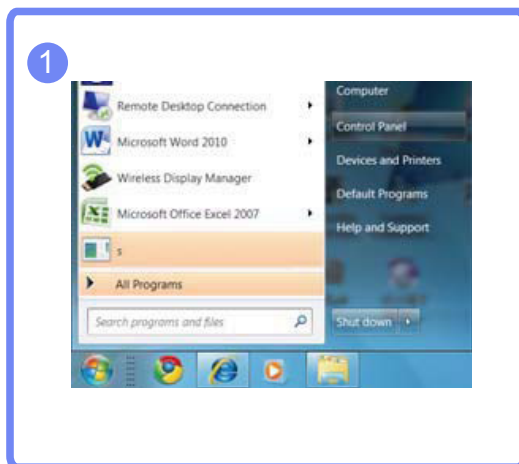 1
Remote Desktop Connection
Microsoft Word 2010
Wireless Display Manager
Microsoft Office Excel 2007
s
All Programs
Search programs and files
Computer
Control Panel
Devices and Printers
Default Programs
Help and Support
Shut down